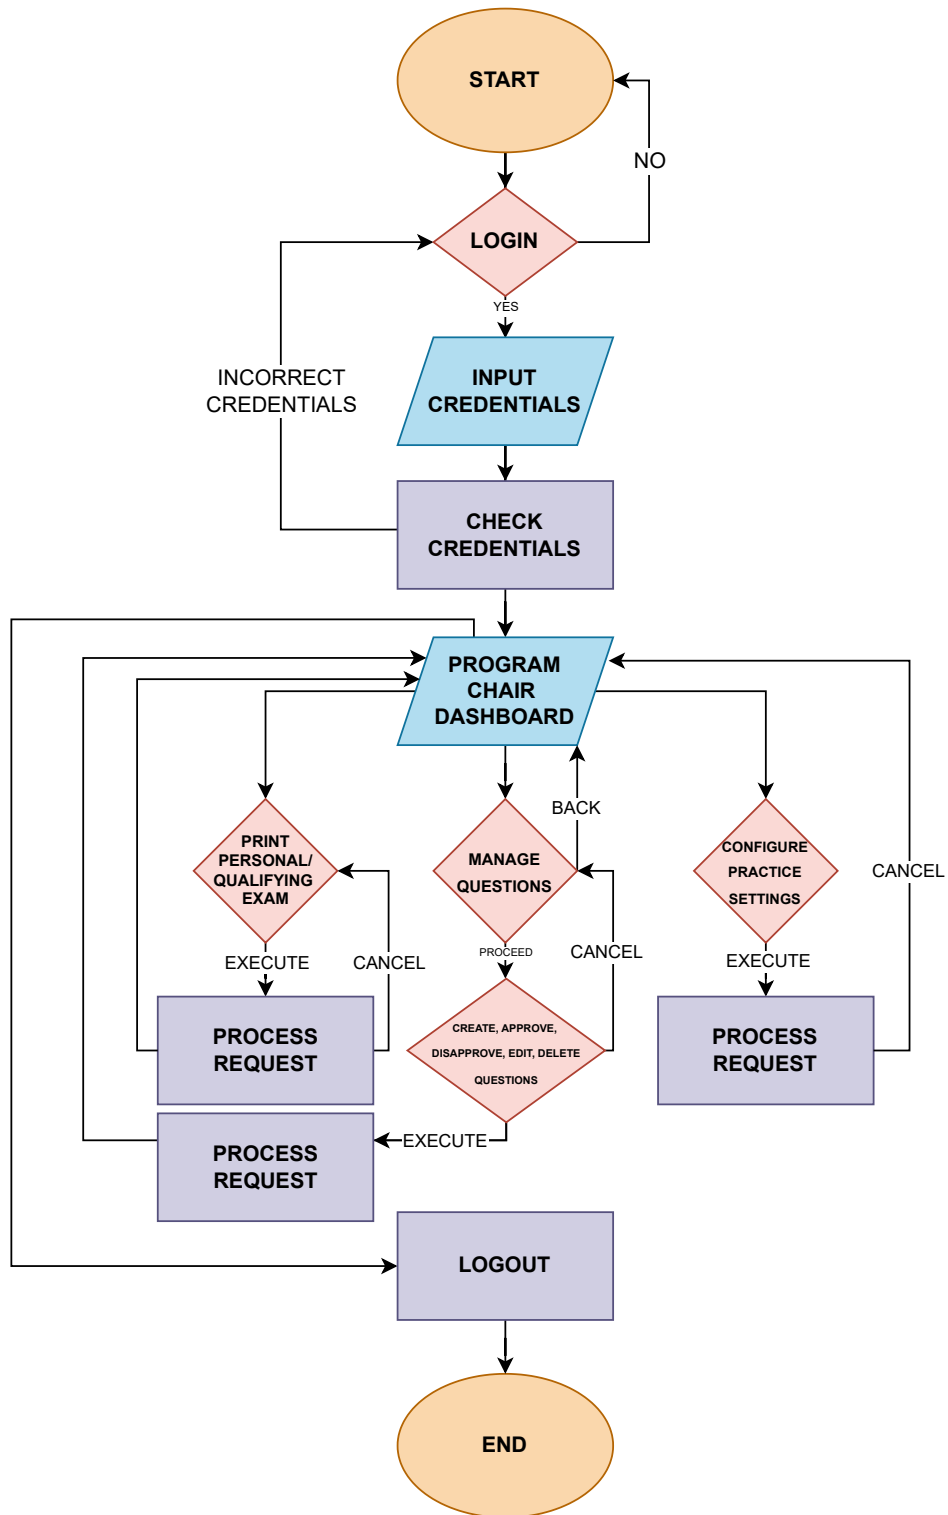 START
NO
LOGIN
YES
INPUT
CREDENTIALS
INCORRECT
CREDENTIALS
CHECK
CREDENTIALS
PROGRAM
CHAIR
DASHBOARD
BACK
PRINT
PERSONAL/
QUALIFYING
EXAM
MANAGE
QUESTIONS
CONFIGURE
PRACTICE
SETTINGS
CANCEL
EXECUTE
CANCEL
PROCEED
CANCEL
EXECUTE
PROCESS
REQUEST
CREATE, APPROVE,
DISAPPROVE, EDIT, DELETE
QUESTIONS
PROCESS
REQUEST
EXECUTE
PROCESS
REQUEST
LOGOUT
END